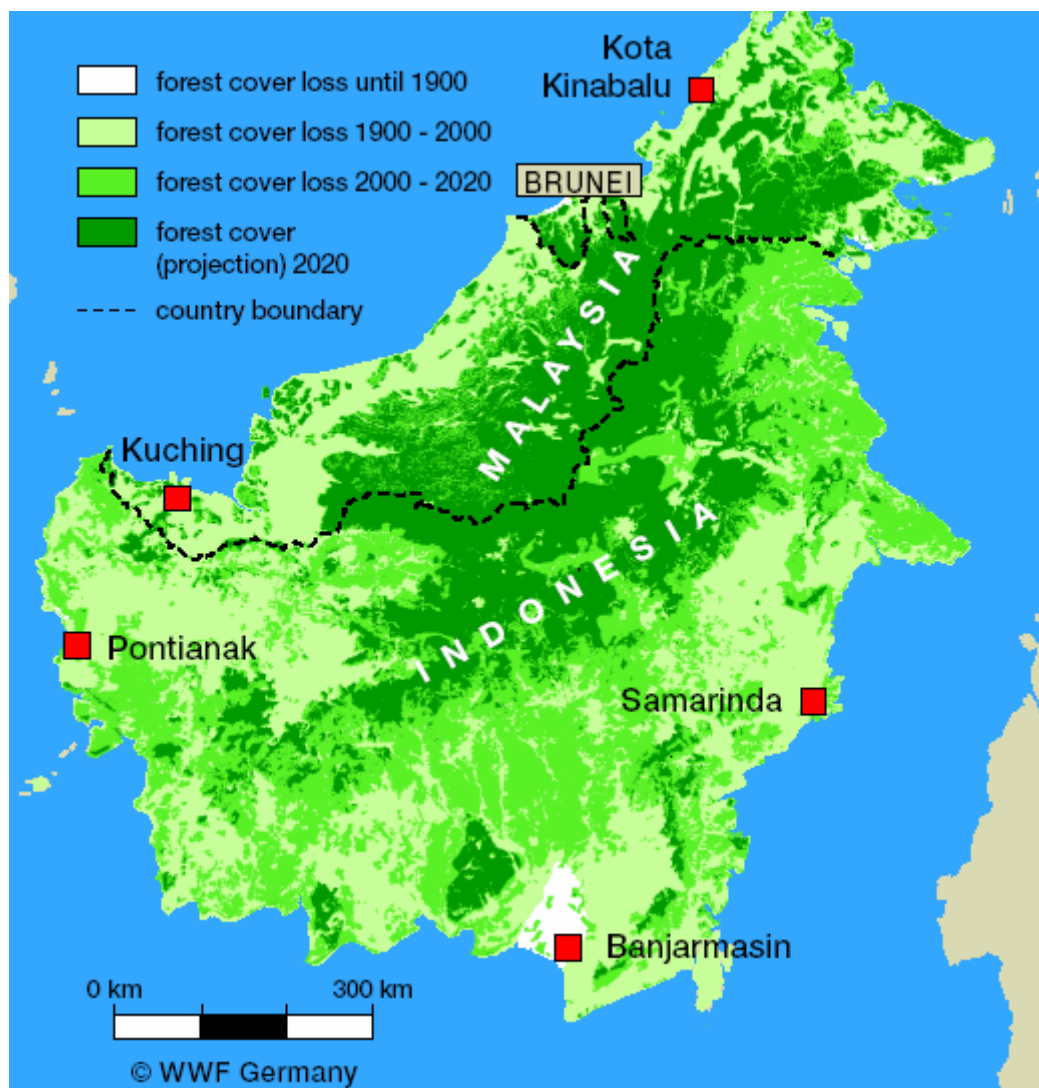 Kota
Kinabalu
forest cover loss until 1900
forest cover loss 1900 - 2000
forest cover loss 2000 - 2020
forest cover
(projection) 2020
country boundary
BRUNEI
MALAYSIA
Kuching
INDONESIA
Pontianak
Samarinda
Banjarmasin
0 km 300 km
© WWF Germany